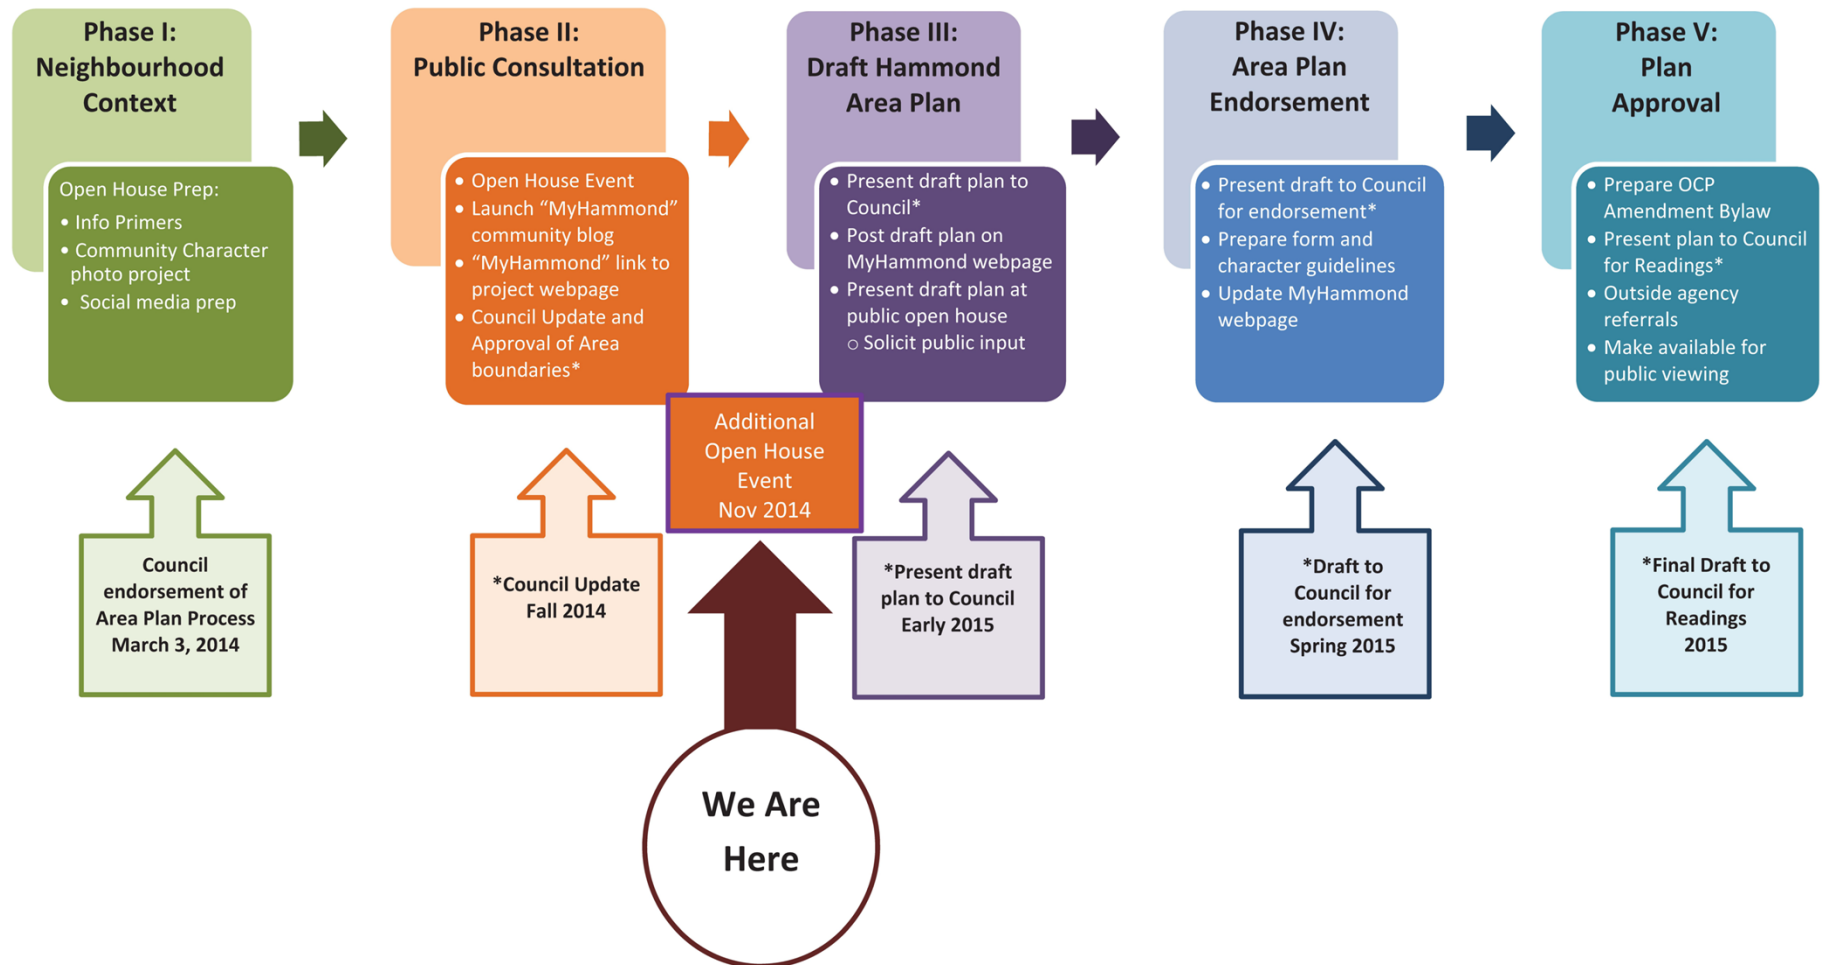 Phase I:
Neighbourhood
Context
Open House Prep:
• Info Primers
• Community Character
photo project
• Social media prep
Council
endorsement of
Area Plan Process
March 3, 2014
Phase II:
Public Consultation
• Open House Event
• Launch “MyHammond”
community blog
• “MyHammond” link to
project webpage
• Council Update and
Approval of Area
boundaries*
*Council Update
Fall 2014
Additional
Open House
Event
Nov 2014
We Are
Here
Phase III:
Draft Hammond
Area Plan
• Present draft plan to
Council*
• Post draft plan on
MyHammond webpage
• Present draft plan at
public open house
o Solicit public input
*Present draft
plan to Council
Early 2015
Phase IV:
Area Plan
Endorsement
• Present draft to Council
for endorsement*
• Prepare form and
character guidelines
• Update MyHammond
webpage
*Draft to
Council for
endorsement
Spring 2015
Phase V:
Plan
Approval
• Prepare OCP
Amendment Bylaw
• Present plan to Council
for Readings*
• Outside agency
referrals
• Make available for
public viewing
*Final Draft to
Council for
Readings
2015